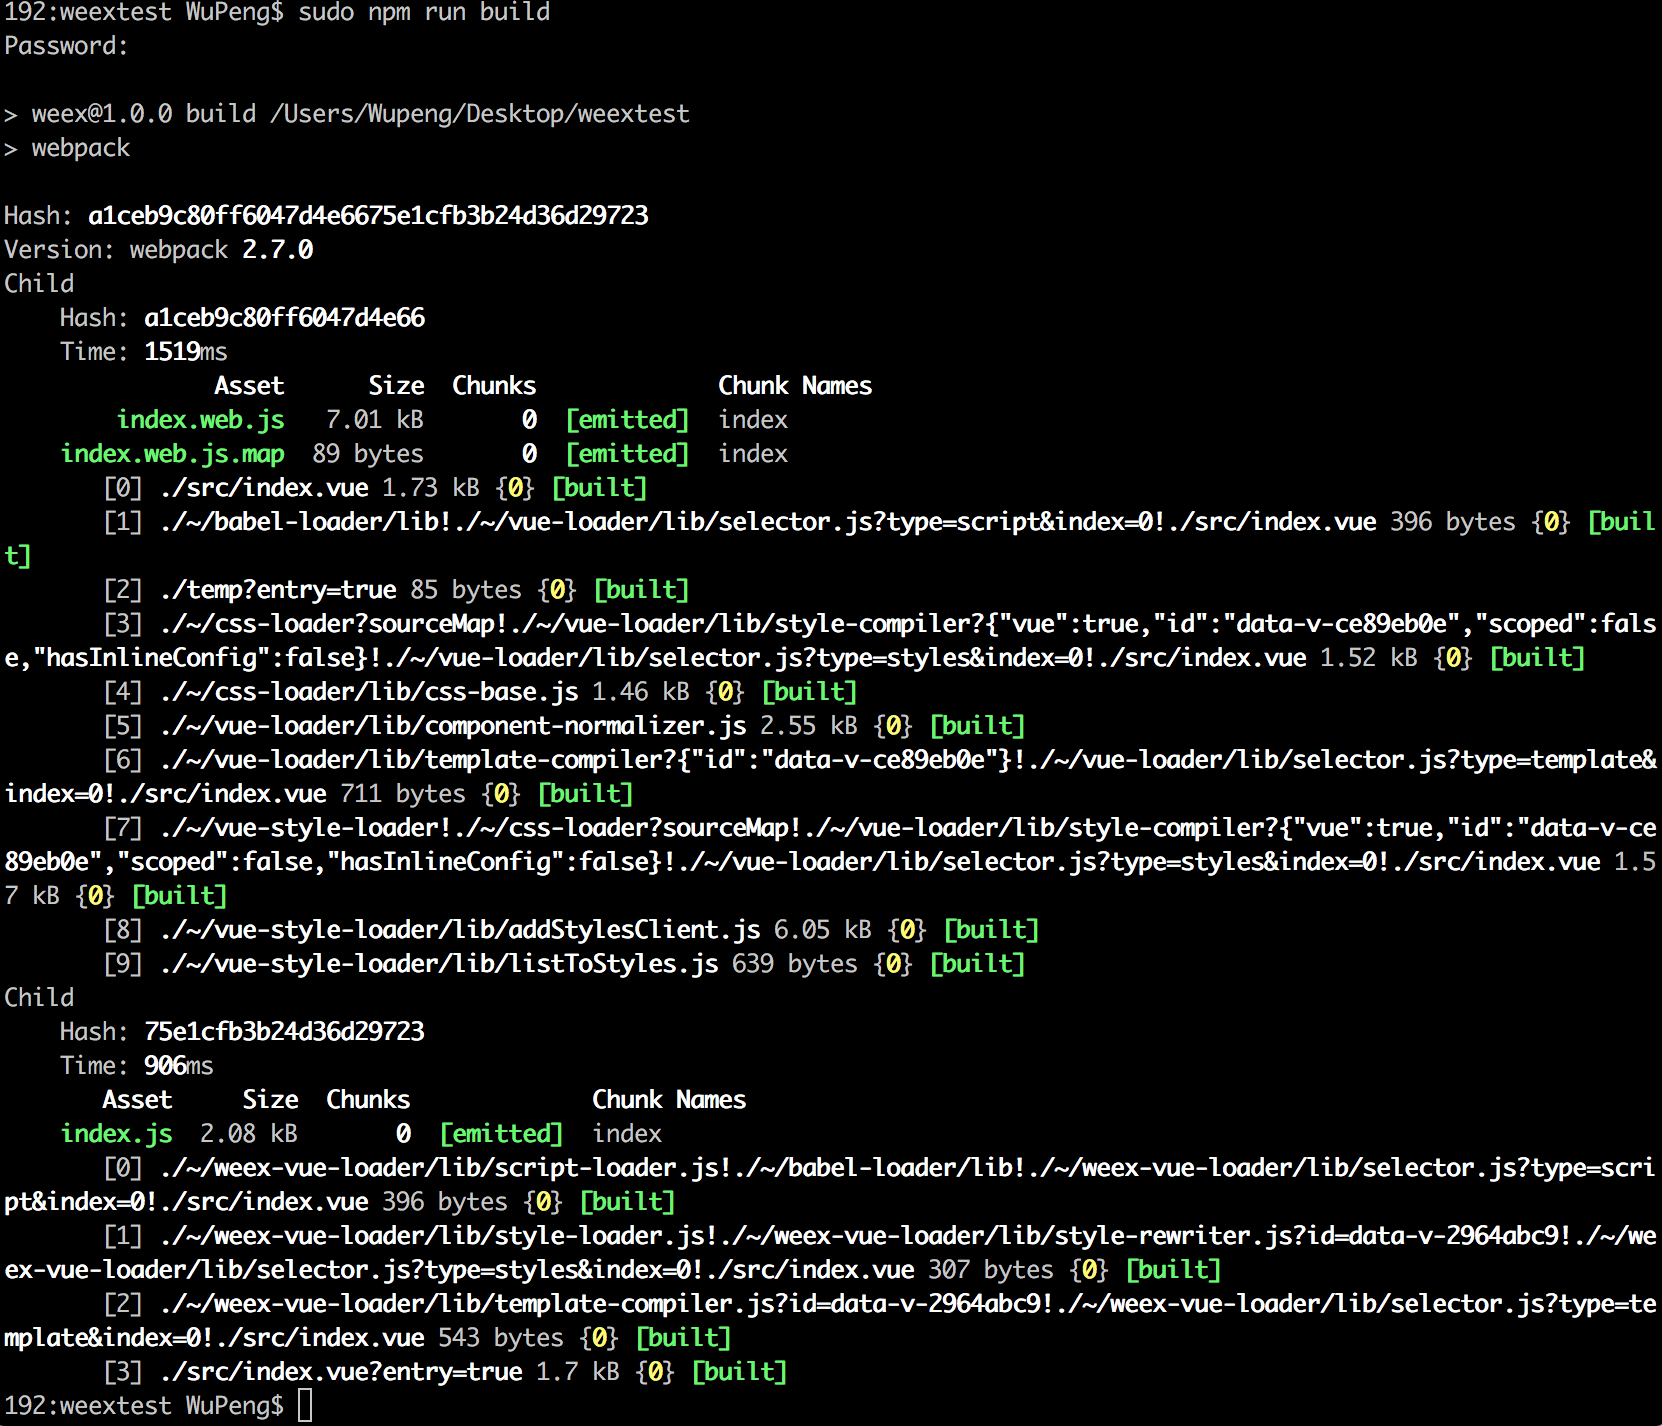 192:weextest WuPeng$ sudo npm run build
Password:
> weex@1.0.0 build /Users/Wupeng/Desktop/weextest
> webpack
Hash: a1ceb9c80ff6047d4e6675e1cfb3b24d36d29723
Version: webpack 2.7.0
Child
Hash: a1ceb9c80ff6047d4e66
Time: 1519ms
Asset Size Chunks Chunk Names
index.web.js 7.01 kB 0 [emitted] index
index.web.js.map 89 bytes 0 [emitted] index
[0] ./src/index.vue 1.73 kB {0} [built]
[1] ./~/babel-loader/lib!./~/vue-loader/lib/selector.js?type=script&index=0!./src/index.vue 396 bytes {0} [buil
t]
[2] ./temp?entry=true 85 bytes {0} [built]
[3] ./~/css-loader?sourceMap!./~/vue-loader/lib/style-compiler?{"vue":true,"id":"data-v-ce89eb0e","scoped":fals
e,"hasInlineConfig":false}!./~/vue-loader/lib/selector.js?type=styles&index=0!./src/index.vue 1.52 kB {0} [built]
[4] ./~/css-loader/lib/css-base.js 1.46 kB {0} [built]
[5] ./~/vue-loader/lib/component-normalizer.js 2.55 kB {0} [built]
[6] ./~/vue-loader/lib/template-compiler?{"id":"data-v-ce89eb0e"}!./~/vue-loader/lib/selector.js?type=template&
index=0!./src/index.vue 711 bytes {0} [built]
[7] ./~/vue-style-loader!./~/css-loader?sourceMap!./~/vue-loader/lib/style-compiler?{"vue":true,"id":"data-v-ce
89eb0e","scoped":false,"hasInlineConfig":false}!./~/vue-loader/lib/selector.js?type=styles&index=0!./src/index.vue 1.5
7 kB {0} [built]
[8] ./~/vue-style-loader/lib/addStylesClient.js 6.05 kB {0} [built]
[9] ./~/vue-style-loader/lib/listToStyles.js 639 bytes {0} [built]
Child
Hash: 75e1cfb3b24d36d29723
Time: 906ms
Asset Size Chunks Chunk Names
index.js 2.08 kB 0 [emitted] index
[0] ./~/weex-vue-loader/lib/script-loader.js!./~/babel-loader/lib!./~/weex-vue-loader/lib/selector.js?type=scri
pt&index=0!./src/index.vue 396 bytes {0} [built]
[1] ./~/weex-vue-loader/lib/style-loader.js!./~/weex-vue-loader/lib/style-rewriter.js?id=data-v-2964abc9!./~/we
ex-vue-loader/lib/selector.js?type=styles&index=0!./src/index.vue 307 bytes {0} [built]
[2] ./~/weex-vue-loader/lib/template-compiler.js?id=data-v-2964abc9!./~/weex-vue-loader/lib/selector.js?type=te
mplate&index=0!./src/index.vue 543 bytes {0} [built]
[3] ./src/index.vue?entry=true 1.7 kB {0} [built]
192:weextest WuPeng$